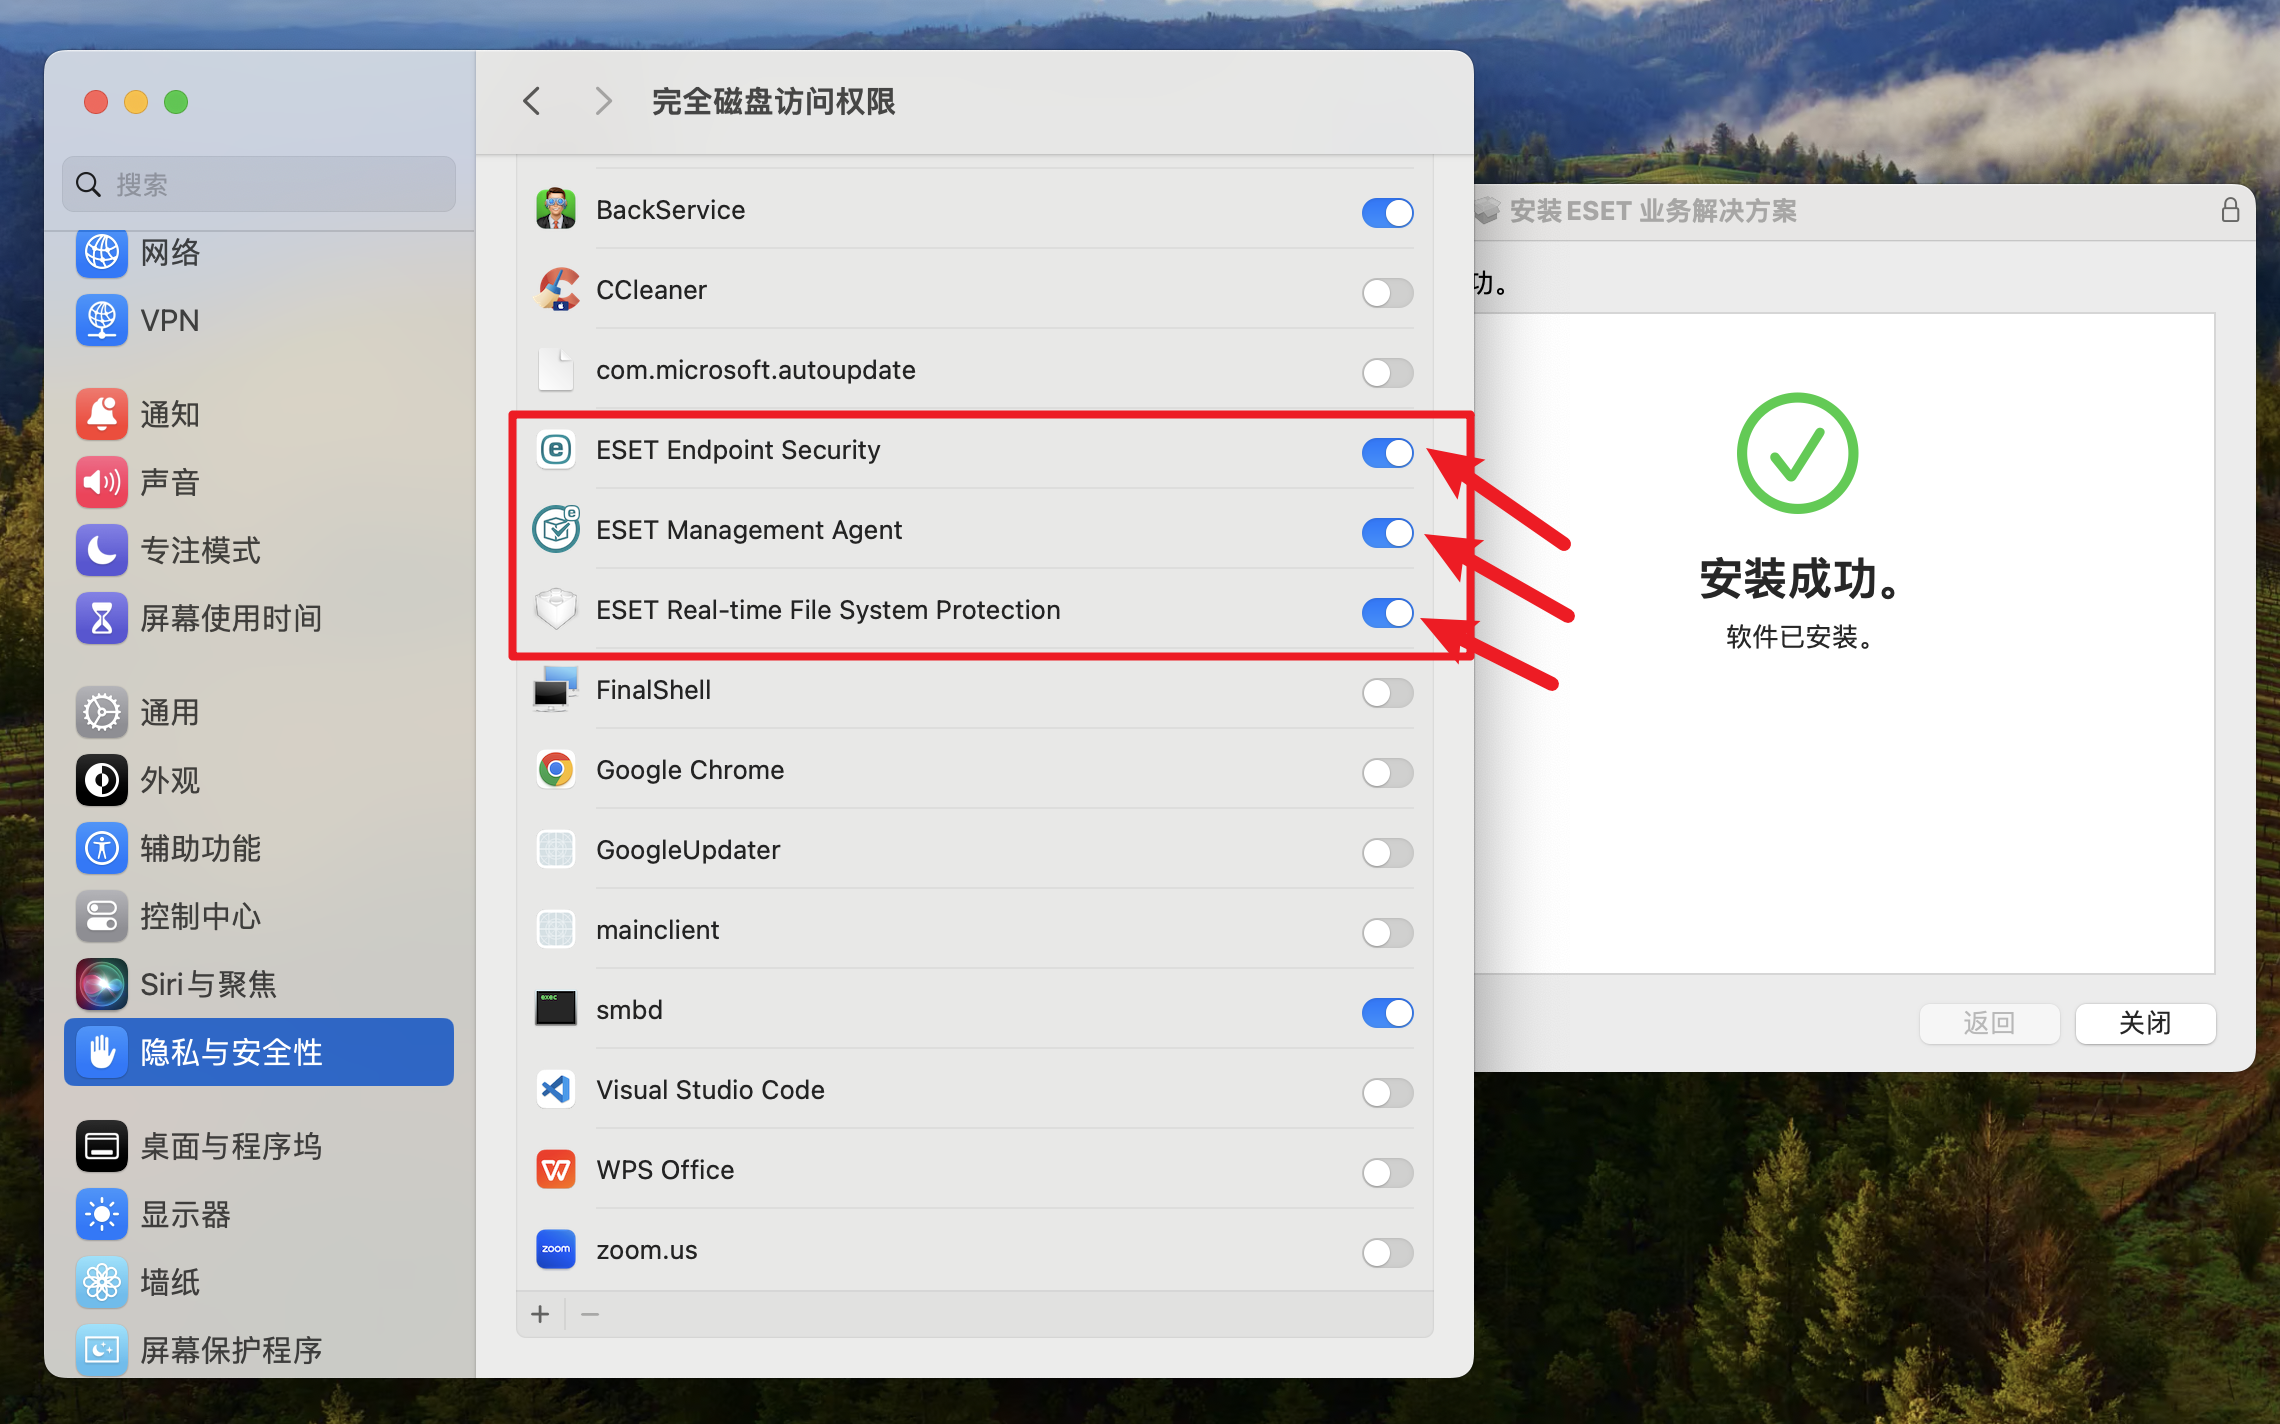 搜索
网络
VPN
通知
声音
专注模式
屏幕使用时间
通用
外观
辅助功能
控制中心
Siri与聚焦
隐私与安全性
桌面与程序坞
显示器
墙纸
屏幕保护程序
完全磁盘访问权限
BackService
CCleaner
com.microsoft.autoupdate
ESET Endpoint Security
ESET Management Agent
ESET Real-time File System Protection
FinalShell
Google Chrome
GoogleUpdater
mainclient
exec
smbd
Visual Studio Code
WPS Office
zoom
zoom.us
安装 ESET 业务解决方案
功。
安装成功。
软件已安装。
返回
关闭